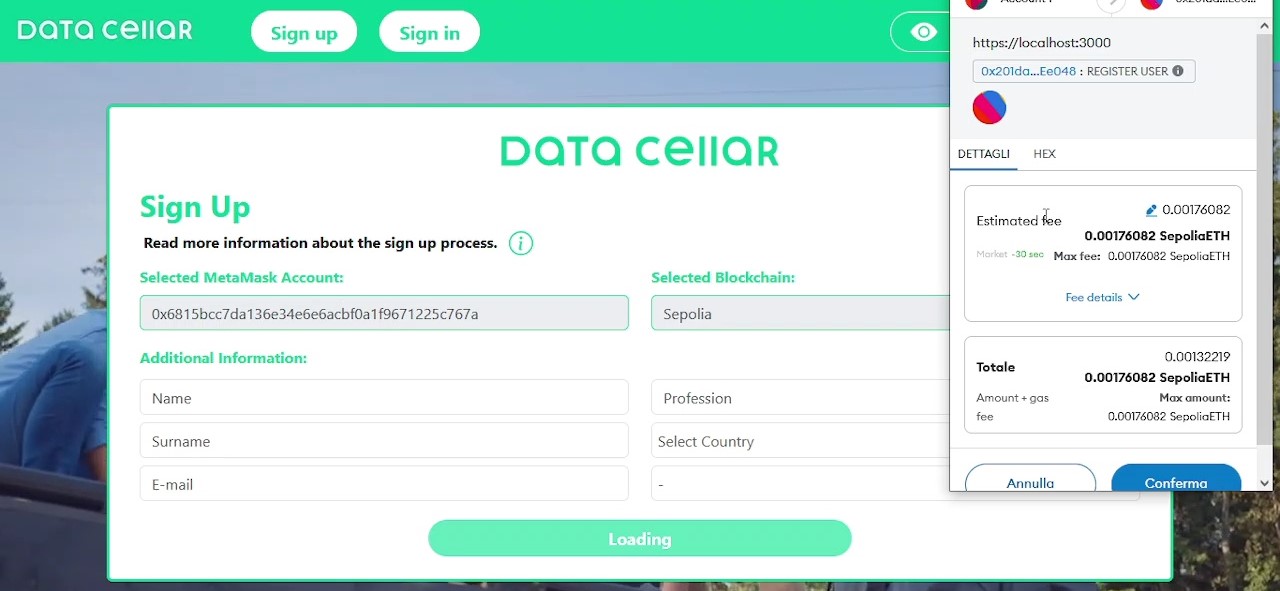 DATA CELLAR
Sign up
Sign in
DATA CELLAR
Sign Up
Read more information about the sign up process.
Selected MetaMask Account:
0x6815bcc7da136e34e6e6acbf0a1f9671225c767a
Selected Blockchain:
Sepolia
Additional Information:
Name
Profession
Surname
Select Country
E-mail
-
Loading
https://localhost:3000
0x201da...Ee048 : REGISTER USER
DETTAGLI
HEX
Estimated fee
0.00176082
0.00176082 SepoliaETH
Market ~30 sec
Max fee: 0.00176082 SepoliaETH
Fee details
Totale
0.00132219
0.00176082 SepoliaETH
Amount + gas fee
Max amount:
0.00176082 SepoliaETH
Annulla
Conferma